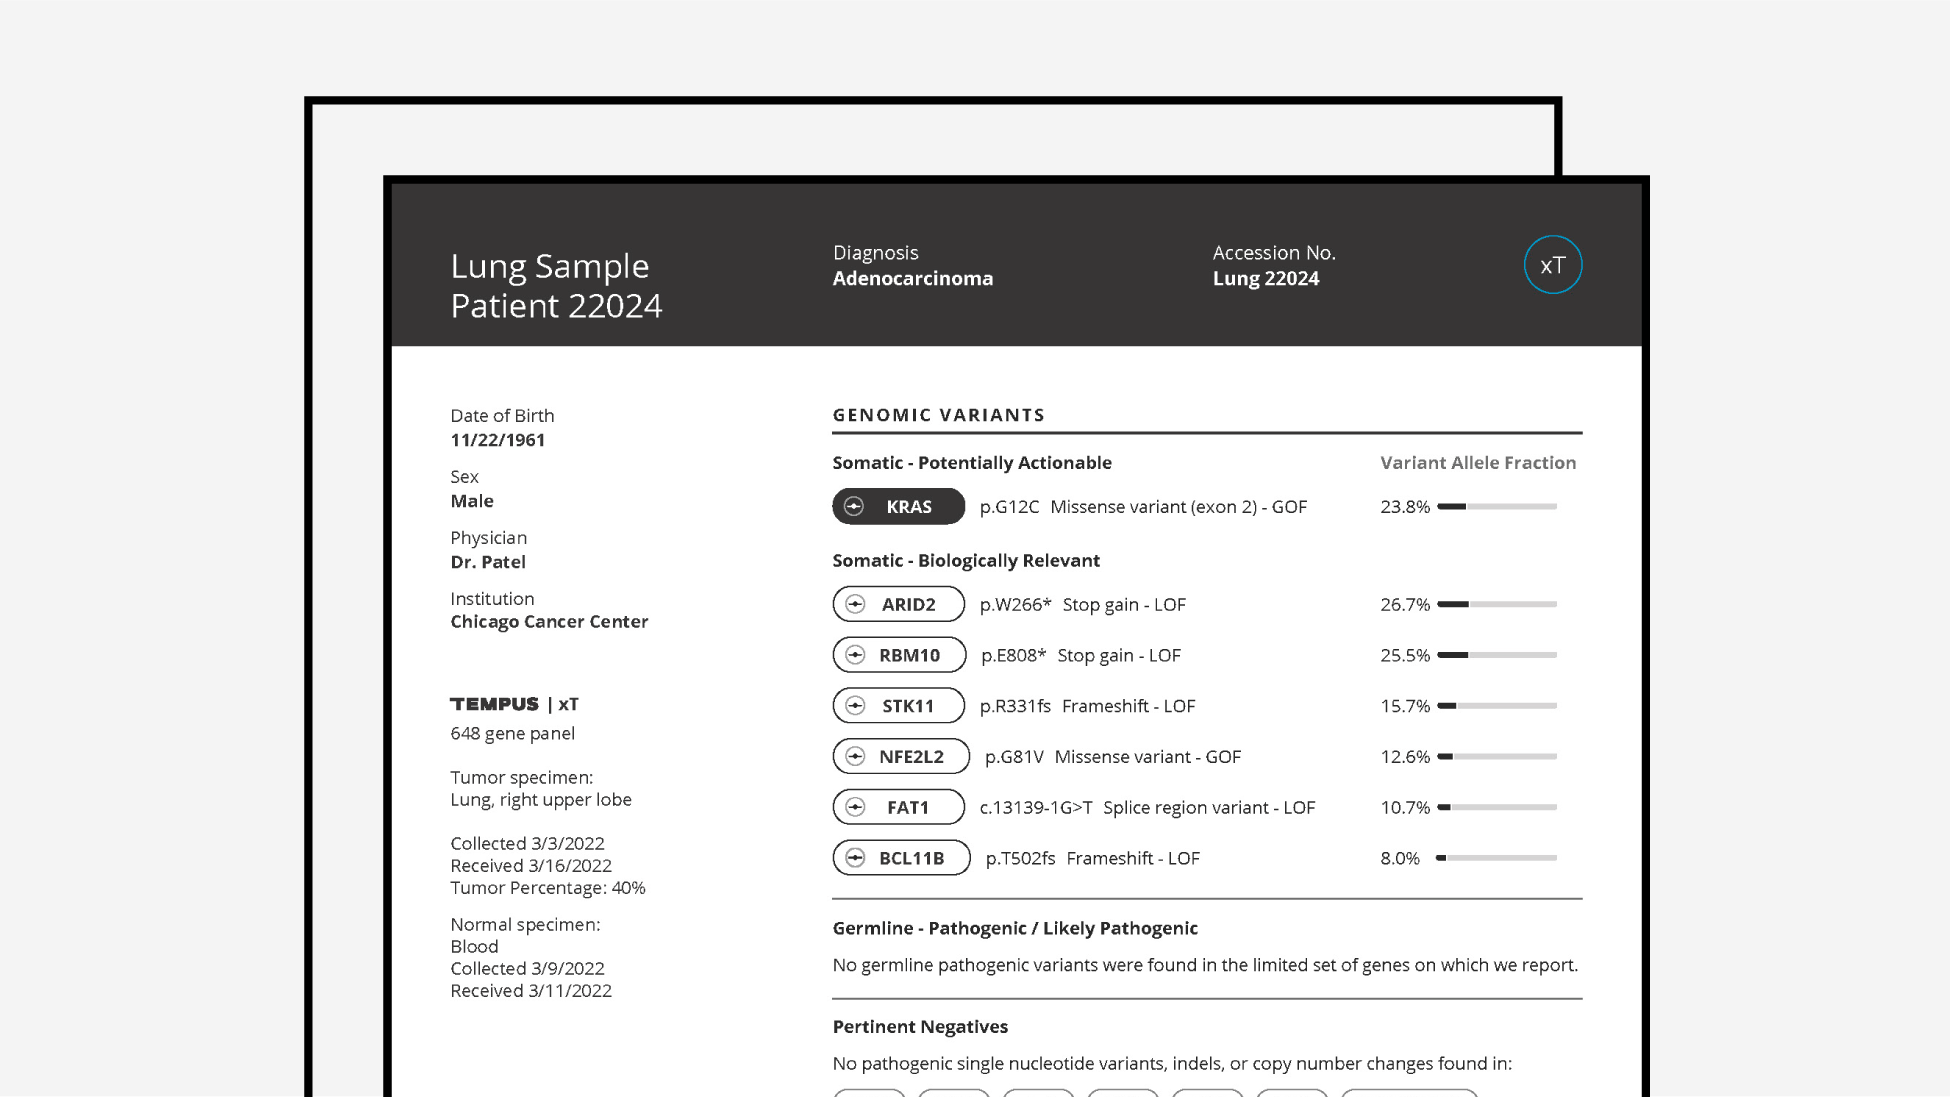 Lung Sample
Patient 22024
Diagnosis
Adenocarcinoma
Accession No.
Lung 22024
xT
Date of Birth
11/22/1961
Sex
Male
Physician
Dr. Patel
Institution
Chicago Cancer Center
TEMPUS | xT
648 gene panel
Tumor specimen:
Lung, right upper lobe
Collected 3/3/2022
Received 3/16/2022
Tumor Percentage: 40%
Normal specimen:
Blood
Collected 3/9/2022
Received 3/11/2022
GENOMIC VARIANTS
Somatic - Potentially Actionable Variant Allele Fraction
KRAS p.G12C Missense variant (exon 2) - GOF 23.8%
Somatic - Biologically Relevant
ARID2 p.W266* Stop gain - LOF 26.7%
RBM10 p.E808* Stop gain - LOF 25.5%
STK11 p.R331fs Frameshift - LOF 15.7%
NFE2L2 p.G81V Missense variant - GOF 12.6%
FAT1 c.13139-1G>T Splice region variant - LOF 10.7%
BCL11B p.T502fs Frameshift - LOF 8.0%
Germline - Pathogenic / Likely Pathogenic
No germline pathogenic variants were found in the limited set of genes on which we report.
Pertinent Negatives
No pathogenic single nucleotide variants, indels, or copy number changes found in: